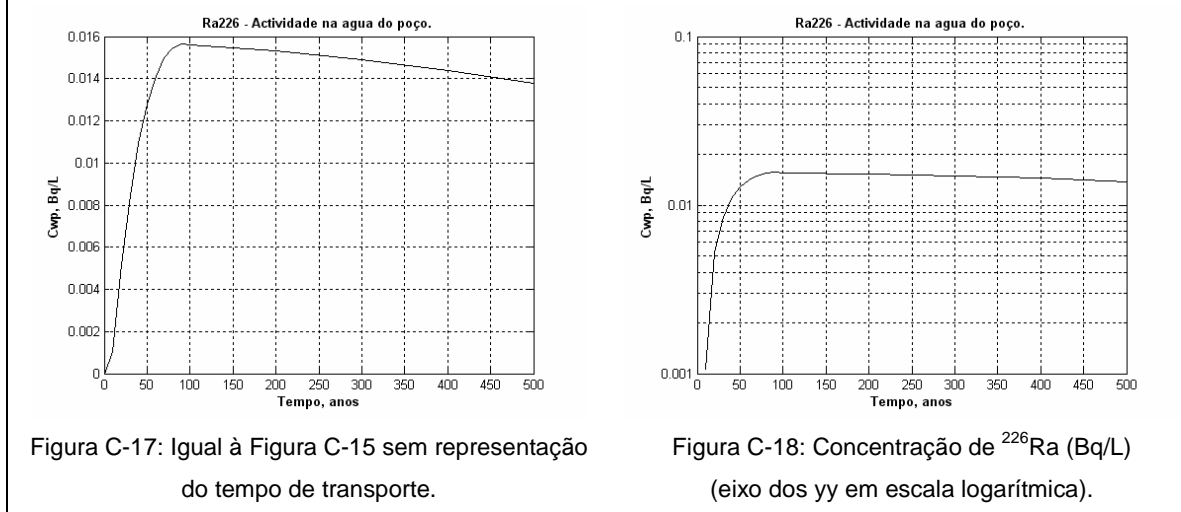 Ra226 - Actividade na agua do poço.
0.016
0.014
0.012
0.01
0.008
0.006
0.004
0.002
0
Cwp, Bq/L
0 50 100 150 200 250 300 350 400 450 500
Tempo, anos
Figura C-17: Igual à Figura C-15 sem representação
do tempo de transporte.
Ra226 - Actividade na agua do poço.
0.1
0.01
0.001
Cwp, Bq/L
0 50 100 150 200 250 300 350 400 450 500
Tempo, anos
Figura C-18: Concentração de ²²⁶Ra (Bq/L)
(eixo dos yy em escala logarítmica).